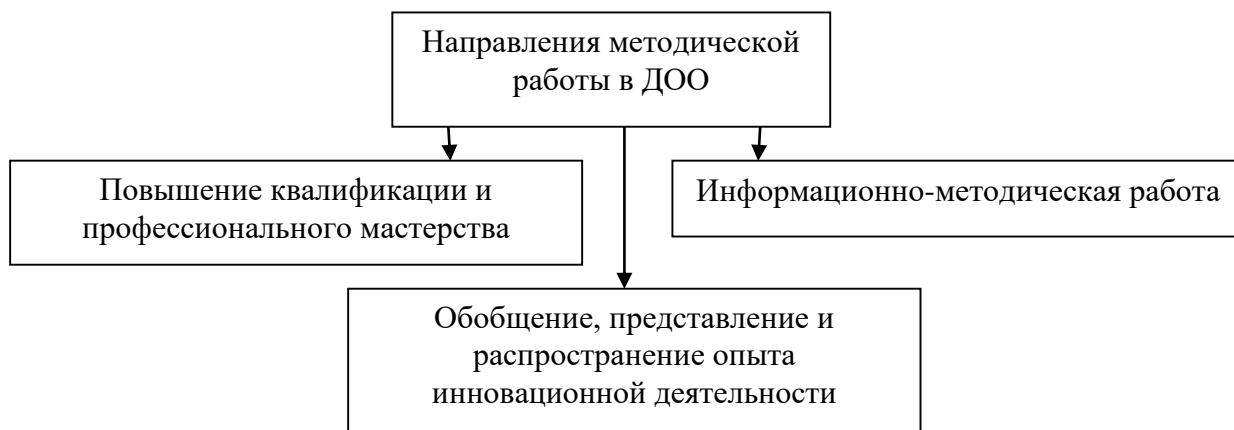 Направления методической
работы в ДОО
Повышение квалификации и
профессионального мастерства
Информационно-методическая работа
Обобщение, представление и
распространение опыта
инновационной деятельности